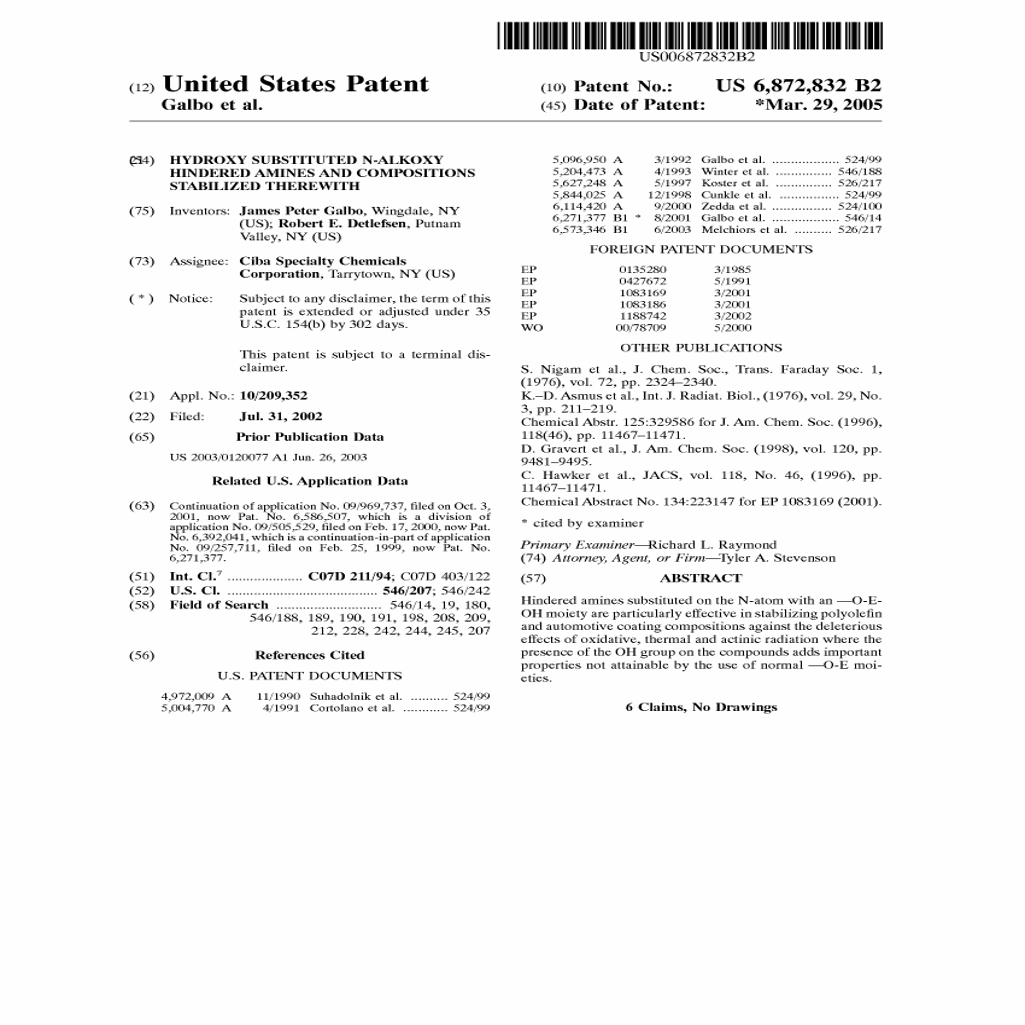 US006872832B2
(12) United States Patent
Galbo et al.
(10) Patent No.: US 6,872,832 B2
(45) Date of Patent: *Mar. 29, 2005
(54) HYDROXY SUBSTITUTED N-ALKOXY
HINDERED AMINES AND COMPOSITIONS
STABILIZED THEREWITH
(75) Inventors: James Peter Galbo, Wingdale, NY
(US); Robert E. Detlefsen, Putnam
Valley, NY (US)
(73) Assignee: Ciba Specialty Chemicals
Corporation, Tarrytown, NY (US)
( * ) Notice: Subject to any disclaimer, the term of this
patent is extended or adjusted under 35
U.S.C. 154(b) by 302 days.
This patent is subject to a terminal dis-
claimer.
(21) Appl. No.: 10/209,352
(22) Filed: Jul. 31, 2002
(65) Prior Publication Data
US 2003/0120077 A1 Jun. 26, 2003
Related U.S. Application Data
(63) Continuation of application No. 09/969,737, filed on Oct. 3,
2001, now Pat. No. 6,586,507, which is a division of
application No. 09/505,529, filed on Feb. 17, 2000, now Pat.
No. 6,392,041, which is a continuation-in-part of application
No. 09/257,711, filed on Feb. 25, 1999, now Pat. No.
6,271,377.
(51) Int. Cl.7 .................... C07D 211/94; C07D 403/122
(52) U.S. Cl. ........................................ 546/207; 546/242
(58) Field of Search ............................ 546/14, 19, 180,
546/188, 189, 190, 191, 198, 208, 209,
212, 228, 242, 244, 245, 207
(56) References Cited
U.S. PATENT DOCUMENTS
4,972,009 A 11/1990 Suhadolnik et al. .......... 524/99
5,004,770 A 4/1991 Cortolano et al. ............ 524/99
5,096,950 A 3/1992 Galbo et al. .................. 524/99
5,204,473 A 4/1993 Winter et al. ............... 546/188
5,627,248 A 5/1997 Koster et al. ............... 526/217
5,844,025 A 12/1998 Cunkle et al. ................ 524/99
6,114,420 A 9/2000 Zedda et al. ................ 524/100
6,271,377 B1 * 8/2001 Galbo et al. .................. 546/14
6,573,346 B1 6/2003 Melchiors et al. .......... 526/217
FOREIGN PATENT DOCUMENTS
EP 0135280 3/1985
EP 0427672 5/1991
EP 1083169 3/2001
EP 1083186 3/2001
EP 1188742 3/2002
WO 00/78709 5/2000
OTHER PUBLICATIONS
S. Nigam et al., J. Chem. Soc., Trans. Faraday Soc. 1,
(1976), vol. 72, pp. 2324–2340.
K.–D. Asmus et al., Int. J. Radiat. Biol., (1976), vol. 29, No.
3, pp. 211–219.
Chemical Abstr. 125:329586 for J. Am. Chem. Soc. (1996),
118(46), pp. 11467–11471.
D. Gravert et al., J. Am. Chem. Soc. (1998), vol. 120, pp.
9481–9495.
C. Hawker et al., JACS, vol. 118, No. 46, (1996), pp.
11467–11471.
Chemical Abstract No. 134:223147 for EP 1083169 (2001).
* cited by examiner
Primary Examiner—Richard L. Raymond
(74) Attorney, Agent, or Firm—Tyler A. Stevenson
(57) ABSTRACT
Hindered amines substituted on the N-atom with an —O-E-
OH moiety are particularly effective in stabilizing polyolefin
and automotive coating compositions against the deleterious
effects of oxidative, thermal and actinic radiation where the
presence of the OH group on the compounds adds important
properties not attainable by the use of normal —O-E moi-
eties.
6 Claims, No Drawings